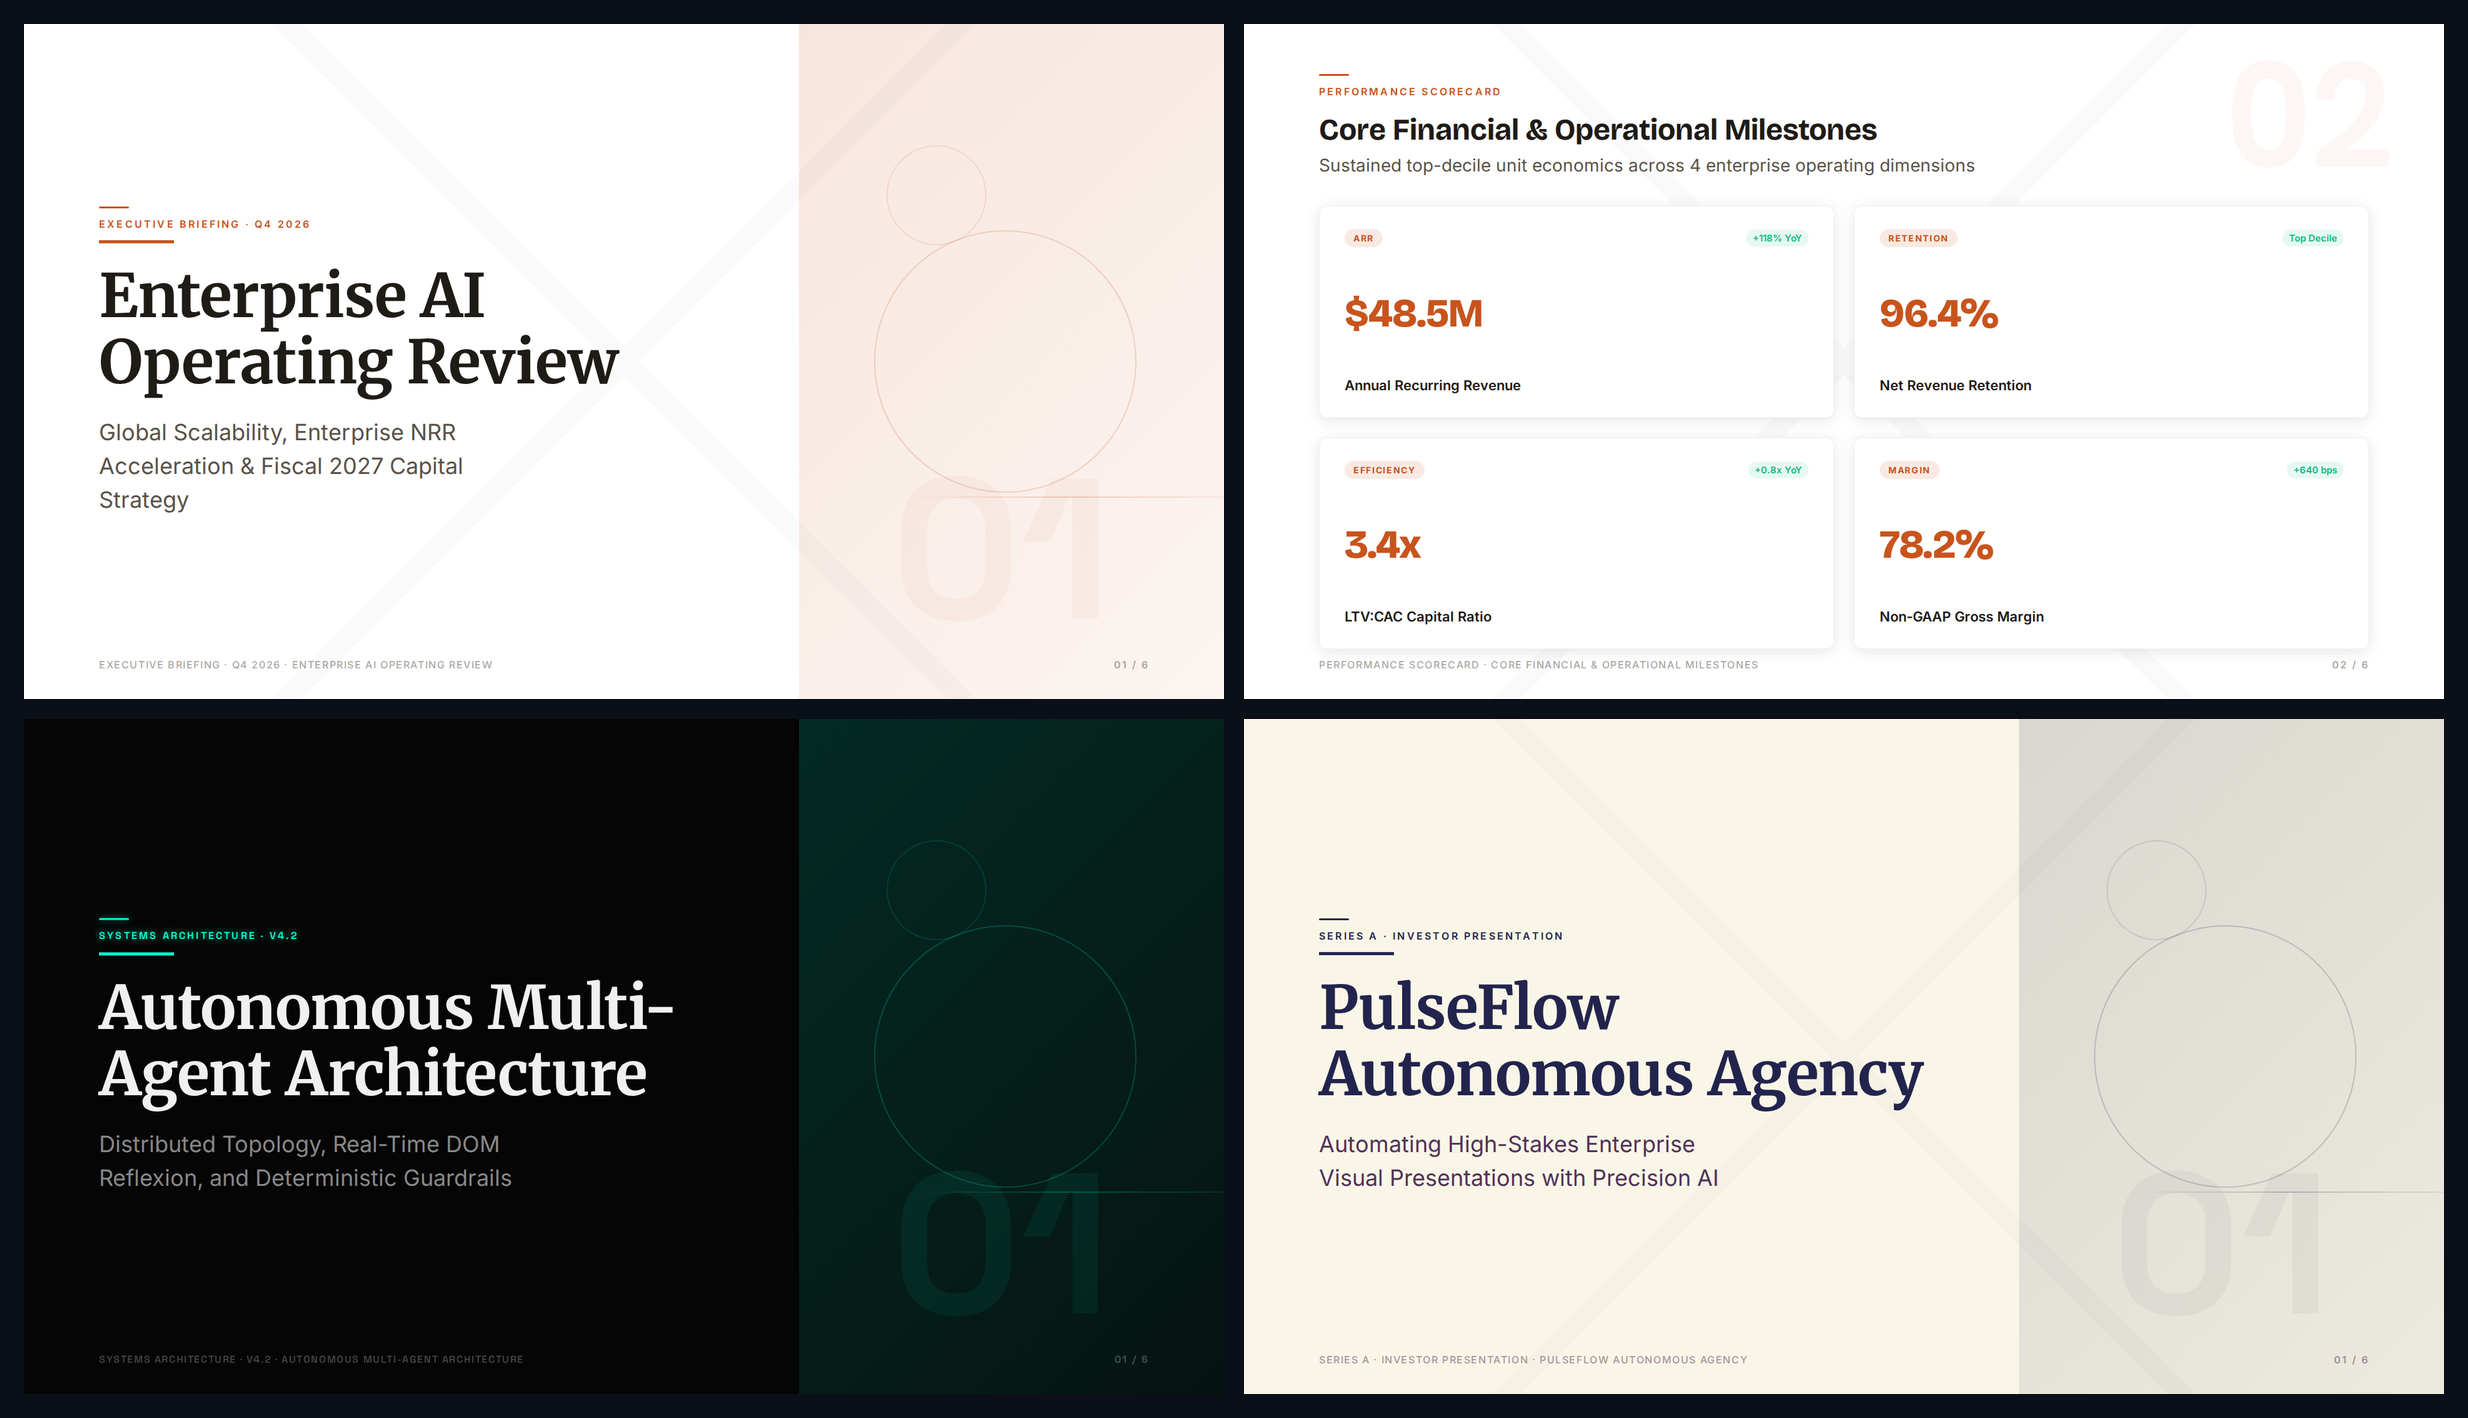 EXECUTIVE BRIEFING · Q4 2026
Enterprise AI
Operating Review
Global Scalability, Enterprise NRR
Acceleration & Fiscal 2027 Capital
Strategy
01
EXECUTIVE BRIEFING · Q4 2026 · ENTERPRISE AI OPERATING REVIEW
01 / 6
02
PERFORMANCE SCORECARD
Core Financial & Operational Milestones
Sustained top-decile unit economics across 4 enterprise operating dimensions
ARR
+118% YoY
$48.5M
Annual Recurring Revenue
RETENTION
Top Decile
96.4%
Net Revenue Retention
EFFICIENCY
+0.8x YoY
3.4x
LTV:CAC Capital Ratio
MARGIN
+640 bps
78.2%
Non-GAAP Gross Margin
PERFORMANCE SCORECARD · CORE FINANCIAL & OPERATIONAL MILESTONES
02 / 6
SYSTEMS ARCHITECTURE · V4.2
Autonomous Multi-
Agent Architecture
Distributed Topology, Real-Time DOM
Reflexion, and Deterministic Guardrails
01
SYSTEMS ARCHITECTURE · V4.2 · AUTONOMOUS MULTI-AGENT ARCHITECTURE
01 / 6
SERIES A · INVESTOR PRESENTATION
PulseFlow
Autonomous Agency
Automating High-Stakes Enterprise
Visual Presentations with Precision AI
01
SERIES A · INVESTOR PRESENTATION · PULSEFLOW AUTONOMOUS AGENCY
01 / 6